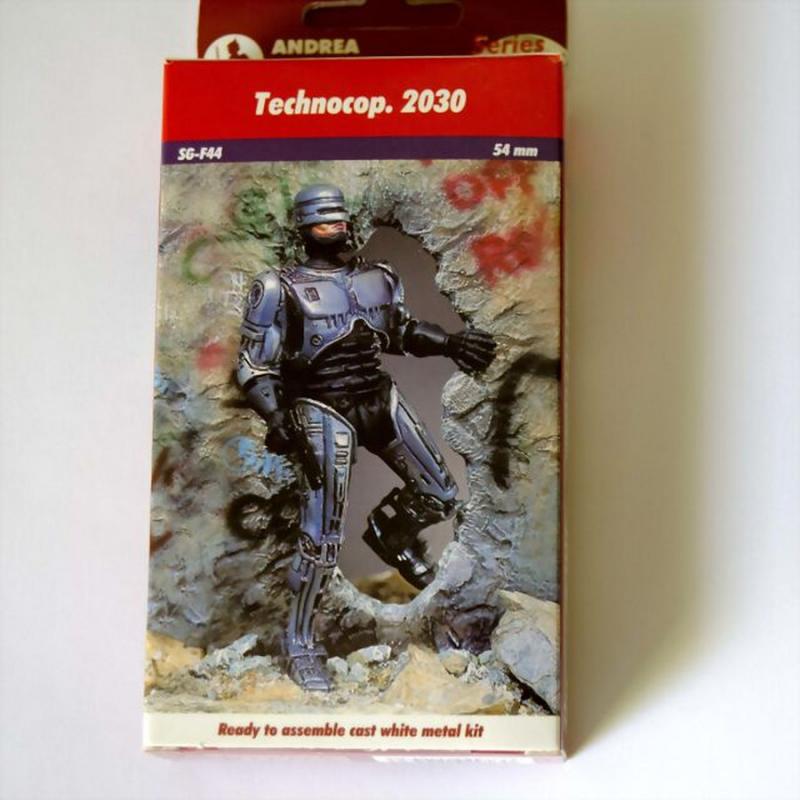 ANDREA
Series
Technocop. 2030
SG-F44
54 mm
Ready to assemble cast white metal kit